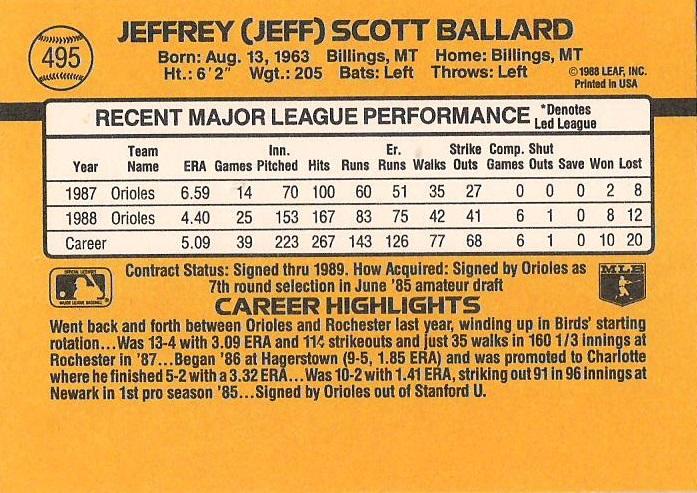 495
JEFFREY (JEFF) SCOTT BALLARD
Born: Aug. 13, 1963 Billings, MT Home: Billings, MT
Ht.: 6'2" Wgt.: 205 Bats: Left Throws: Left
©1988 LEAF, INC.
Printed in USA
RECENT MAJOR LEAGUE PERFORMANCE *Denotes Led League
Year Team Name ERA Games Inn. Pitched Hits Runs Er. Runs Walks Strike Outs Comp. Games Shut Outs Save Won Lost
1987 Orioles 6.59 14 70 100 60 51 35 27 0 0 0 2 8
1988 Orioles 4.40 25 153 167 83 75 42 41 6 1 0 8 12
Career 5.09 39 223 267 143 126 77 68 6 1 0 10 20
Contract Status: Signed thru 1989. How Acquired: Signed by Orioles as
7th round selection in June '85 amateur draft
MLB
CAREER HIGHLIGHTS
Went back and forth between Orioles and Rochester last year, winding up in Birds' starting
rotation...Was 13-4 with 3.09 ERA and 114 strikeouts and just 35 walks in 160 1/3 innings at
Rochester in '87...Began '86 at Hagerstown (9-5, 1.85 ERA) and was promoted to Charlotte
where he finished 5-2 with a 3.32 ERA...Was 10-2 with 1.41 ERA, striking out 91 in 96 innings at
Newark in 1st pro season '85...Signed by Orioles out of Stanford U.